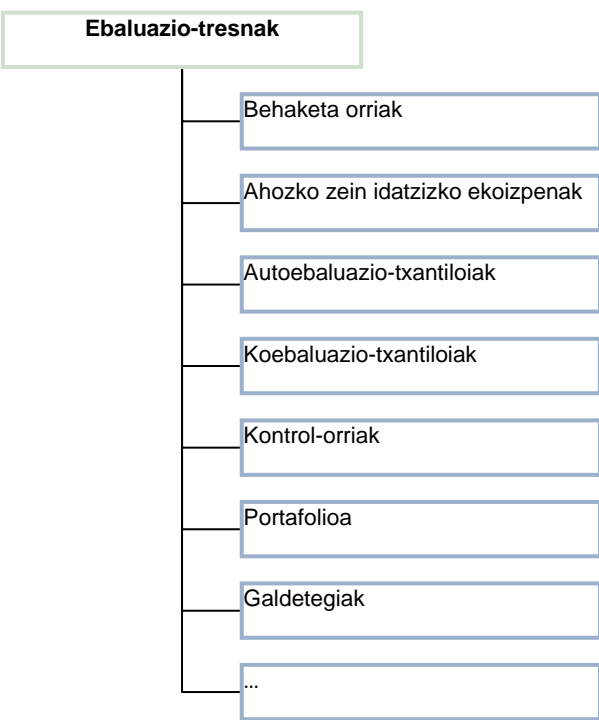 Ebaluazio-tresnak
Behaketa orriak
Ahozko zein idatzizko ekoizpenak
Autoebaluazio-txantiloiak
Koebaluazio-txantiloiak
Kontrol-orriak
Portafolioa
Galdetegiak
...